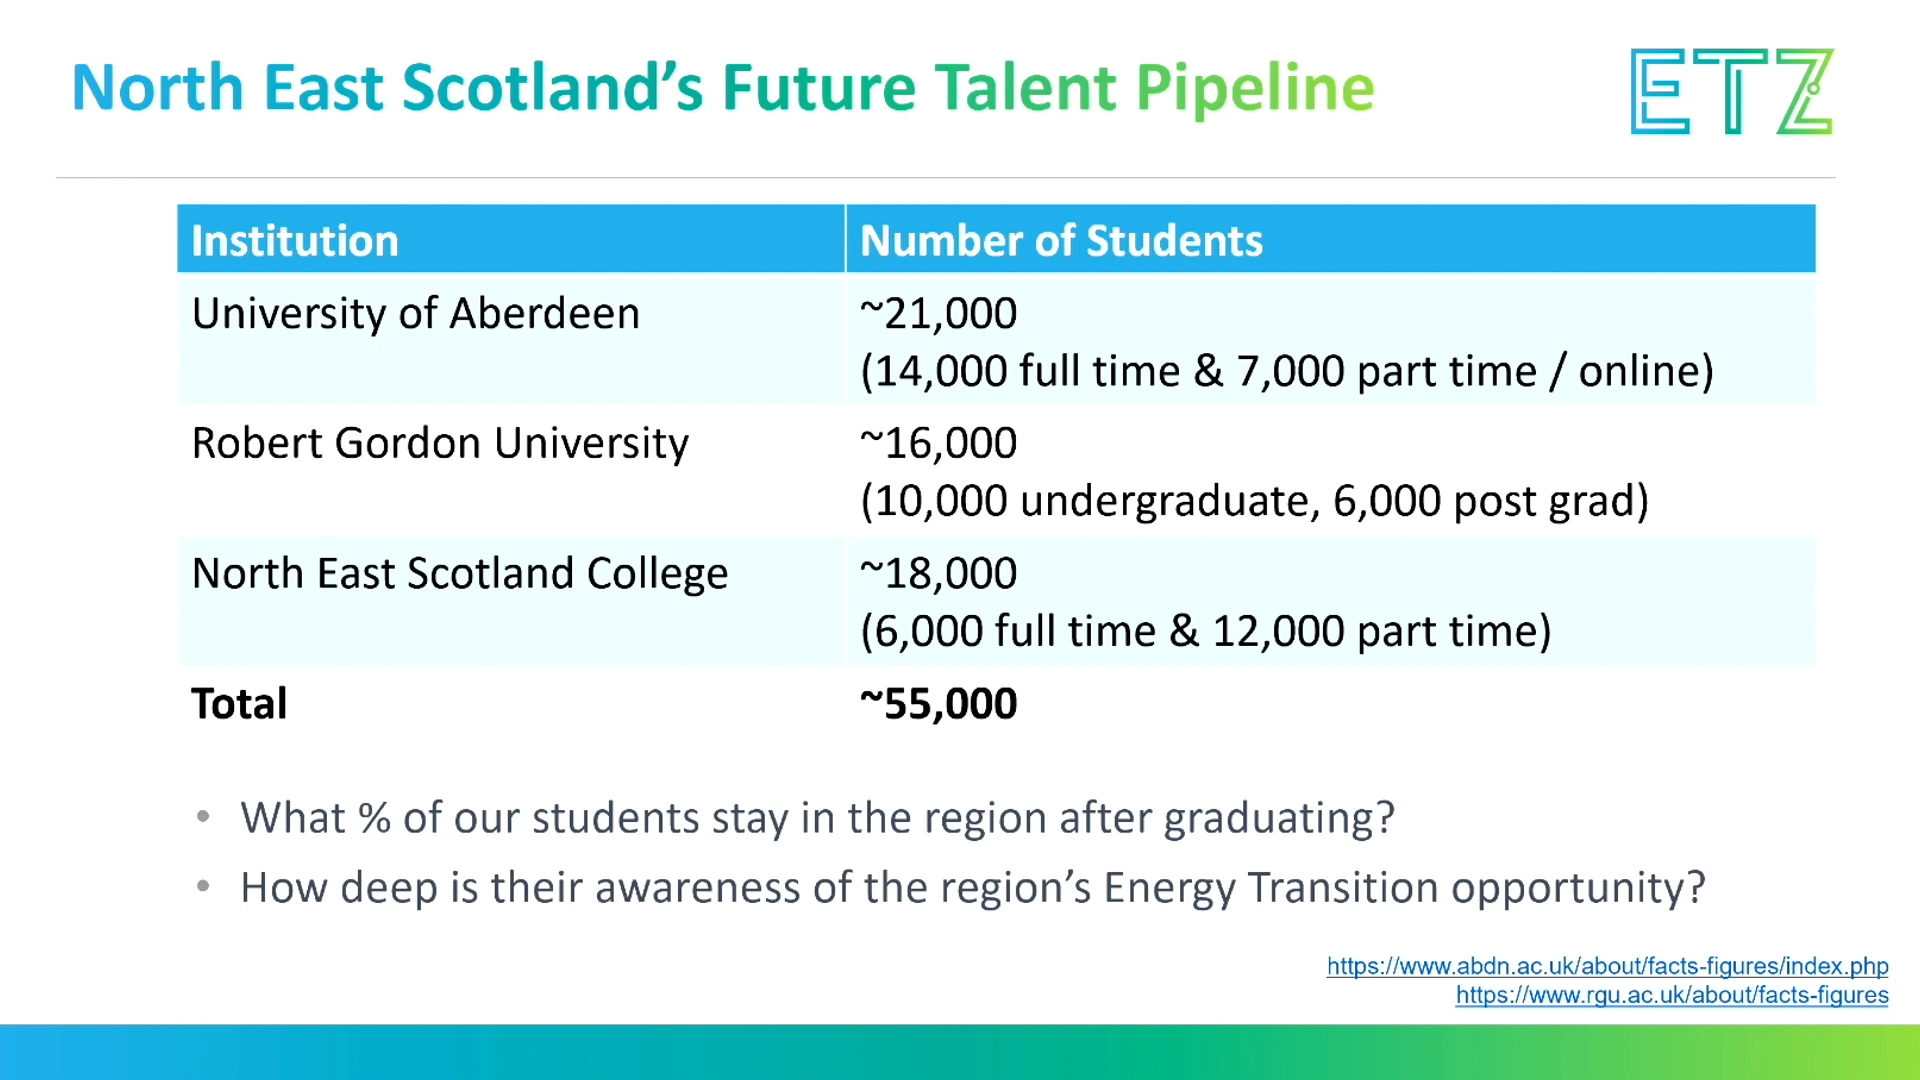 North East Scotland’s Future Talent Pipeline
ETZ
Institution
Number of Students
University of Aberdeen
~21,000
(14,000 full time & 7,000 part time / online)
Robert Gordon University
~16,000
(10,000 undergraduate, 6,000 post grad)
North East Scotland College
~18,000
(6,000 full time & 12,000 part time)
Total
~55,000
• What % of our students stay in the region after graduating?
• How deep is their awareness of the region’s Energy Transition opportunity?
https://www.abdn.ac.uk/about/facts-figures/index.php
https://www.rgu.ac.uk/about/facts-figures